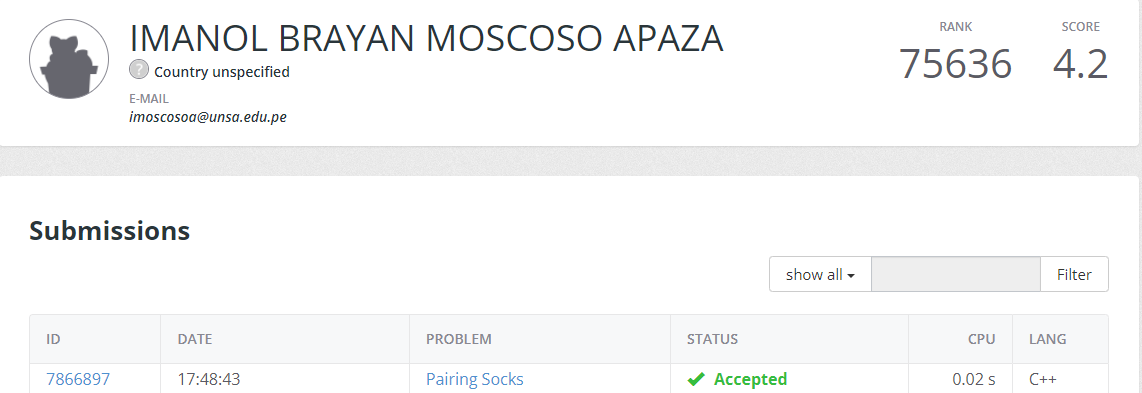 IMANOL BRAYAN MOSCOSO APAZA
? Country unspecified
E-MAIL
imoscosoa@unsa.edu.pe
RANK
75636
SCORE
4.2
Submissions
show all Filter
ID DATE PROBLEM STATUS CPU LANG
7866897 17:48:43 Pairing Socks Accepted 0.02 s C++